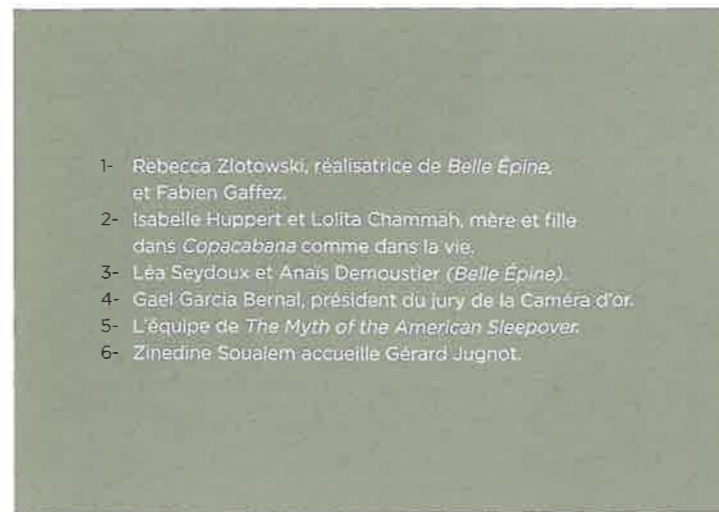 1- Rebecca Zlotowski, réalisatrice de Belle Épine,
et Fabien Gaffez.
2- Isabelle Huppert et Lolita Chammah, mère et fille
dans Copacabana comme dans la vie.
3- Léa Seydoux et Anaïs Demoustier (Belle Épine).
4- Gael Garcia Bernal, président du jury de la Caméra d'or.
5- L'équipe de The Myth of the American Sleepover.
6- Zinedine Soualem accueille Gérard Jugnot.